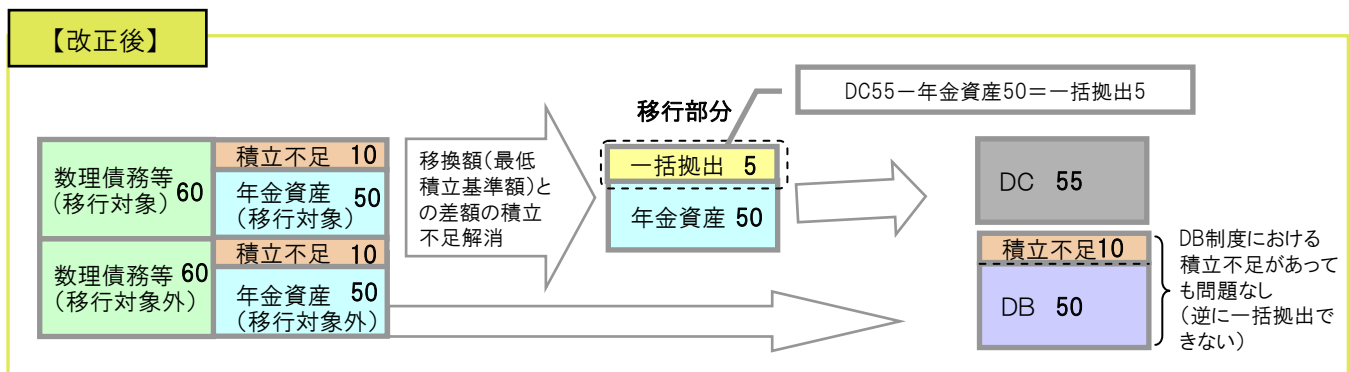 【改正後】
DC55－年金資産50＝一括拠出5
移行部分
数理債務等
（移行対象）60
積立不足 10
年金資産 50
（移行対象）
数理債務等 60
（移行対象外）
積立不足 10
年金資産 50
（移行対象外）
移換額（最低
積立基準額）と
の差額の積立
不足解消
一括拠出 5
年金資産 50
DC 55
積立不足10
DB 50
DB制度における
積立不足があって
も問題なし
（逆に一括拠出で
きない）